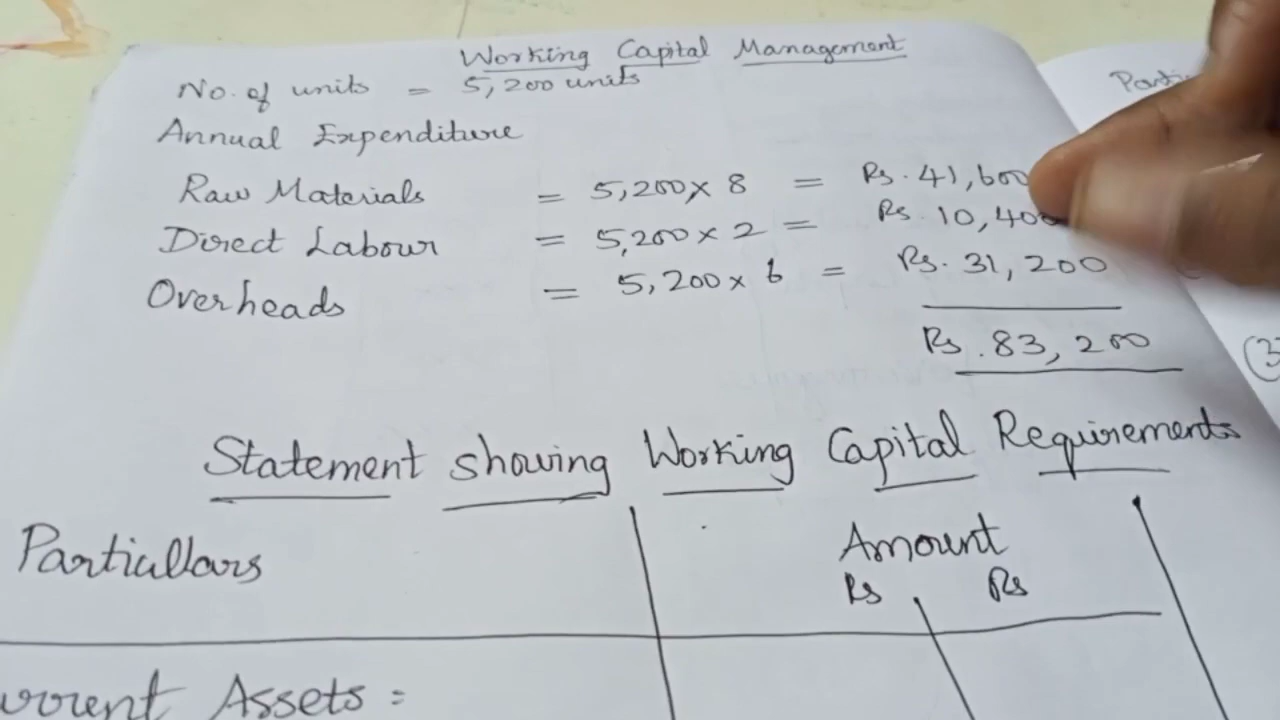 Working Capital Management
No. of units = 5,200 units
Annual Expenditure
Raw Materials = 5,200 x 8 = Rs. 41,600
Direct Labour = 5,200 x 2 = Rs. 10,400
Overheads = 5,200 x 6 = Rs. 31,200
Rs. 83,200
Statement showing Working Capital Requirements
Particullars
Amount
Rs Rs
Assets :